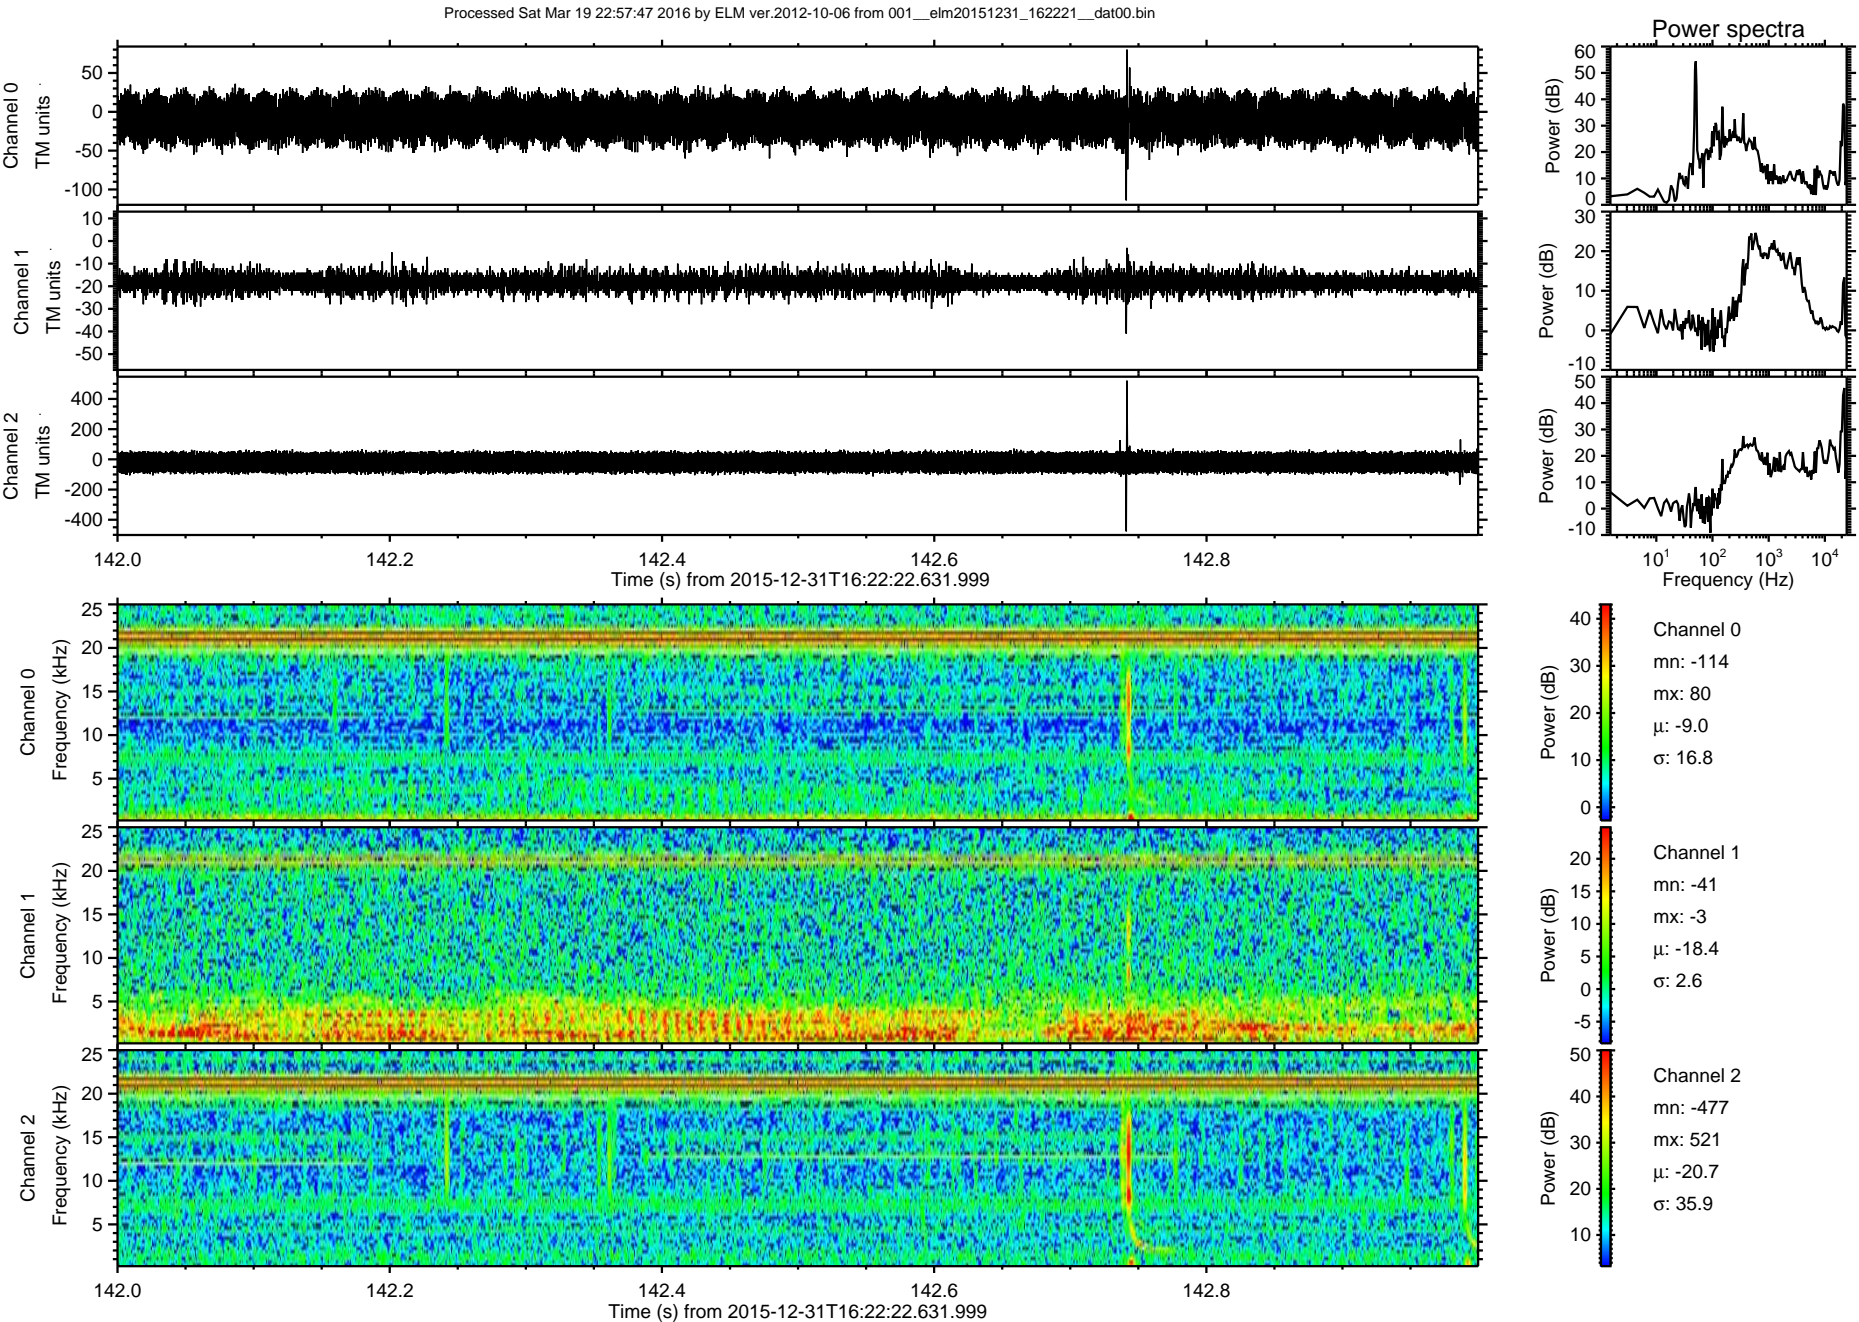 Processed Sat Mar 19 22:57:47 2016 by ELM ver.2012-10-06 from 001__elm20151231_162221__dat00.bin
Power spectra
Channel 0
TM units
50
0
-50
-100
Power (dB)
60
50
40
30
20
10
0
Channel 1
TM units
10
0
-10
-20
-30
-40
-50
Power (dB)
30
20
10
0
-10
Channel 2
TM units
400
200
0
-200
-400
Power (dB)
50
40
30
20
10
0
-10
142.0 142.2 142.4 142.6 142.8
Time (s) from 2015-12-31T16:22:22.631.999
10¹ 10² 10³ 10⁴
Frequency (Hz)
Channel 0
Frequency (kHz)
25
20
15
10
5
Power (dB)
40
30
20
10
0
Channel 0
mn: -114
mx: 80
μ: -9.0
σ: 16.8
Channel 1
Frequency (kHz)
25
20
15
10
5
Power (dB)
20
15
10
5
0
-5
Channel 1
mn: -41
mx: -3
μ: -18.4
σ: 2.6
Channel 2
Frequency (kHz)
25
20
15
10
5
Power (dB)
50
40
30
20
10
Channel 2
mn: -477
mx: 521
μ: -20.7
σ: 35.9
142.0 142.2 142.4 142.6 142.8
Time (s) from 2015-12-31T16:22:22.631.999